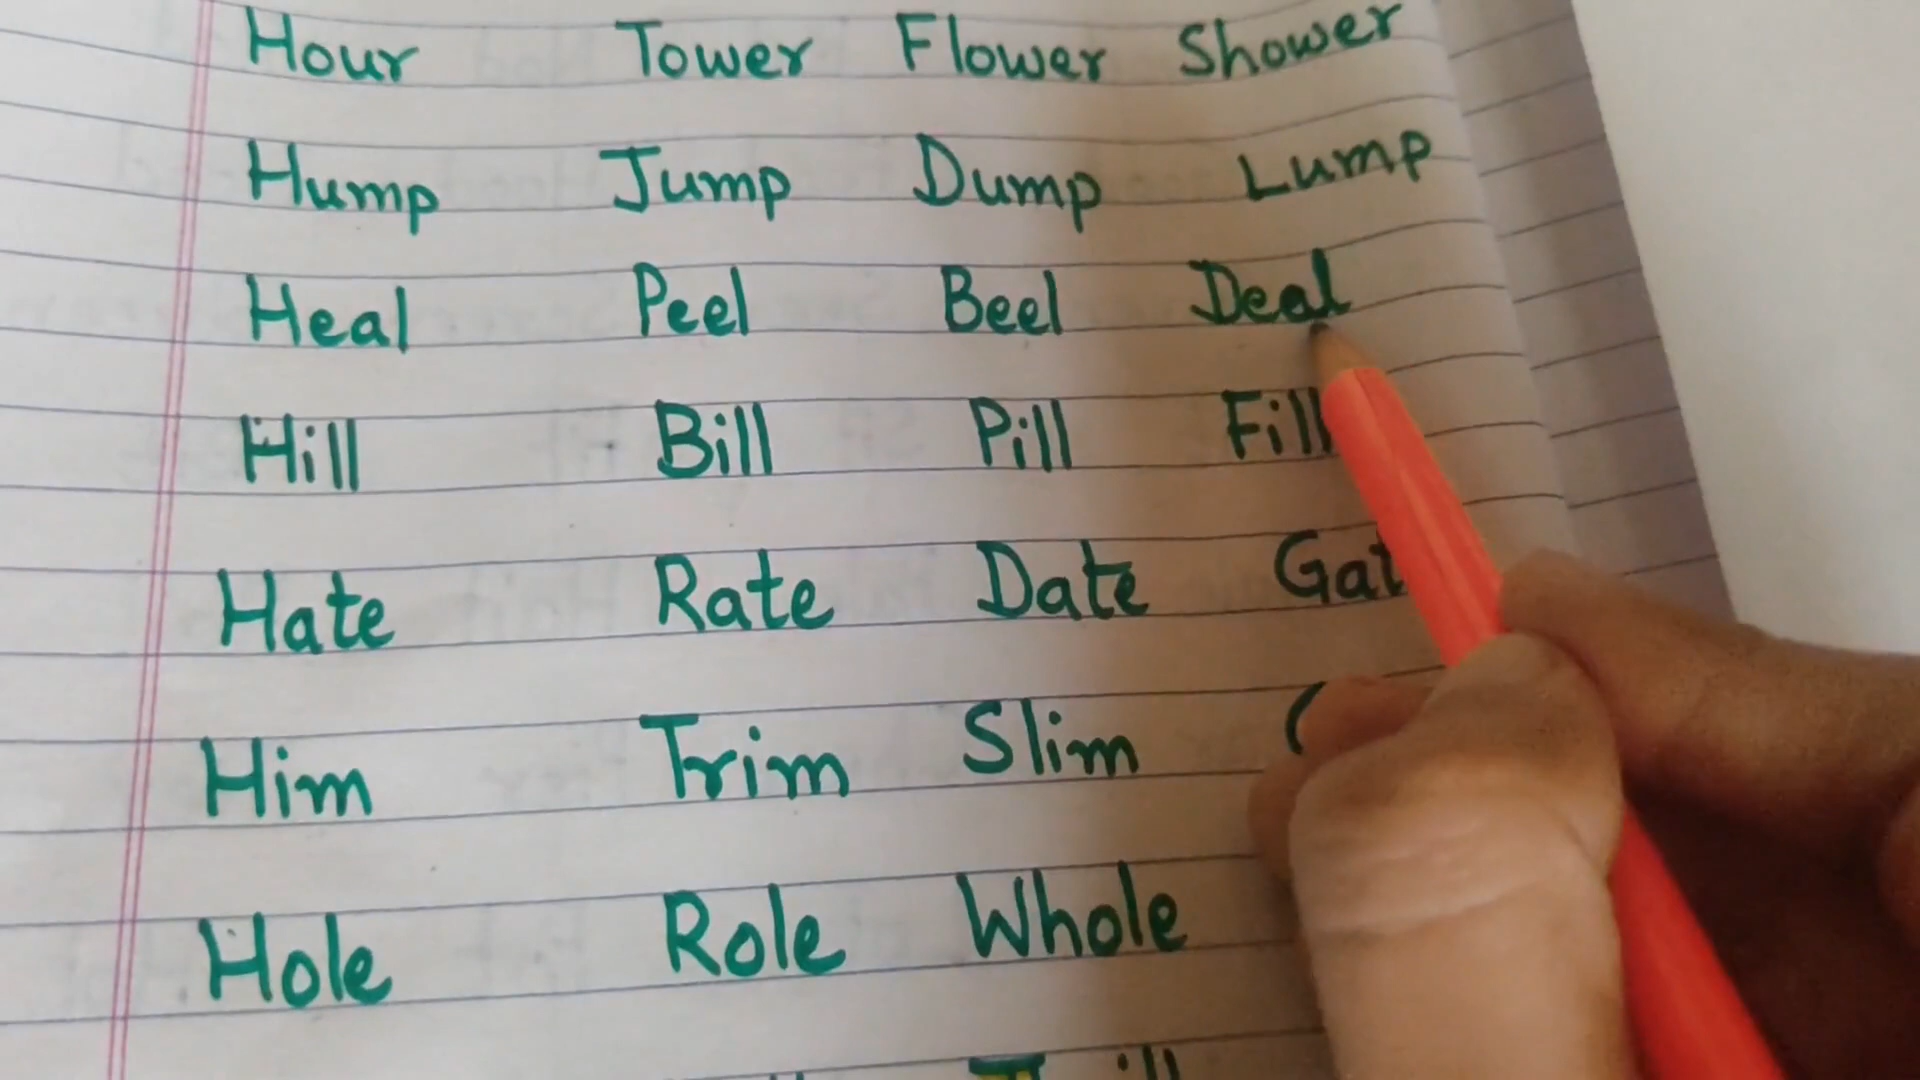 Hour Tower Flower Shower
Hump Jump Dump Lump
Heal Peel Beel Deal
Hill Bill Pill Fill
Hate Rate Date
Him Trim Slim
Hole Role Whole